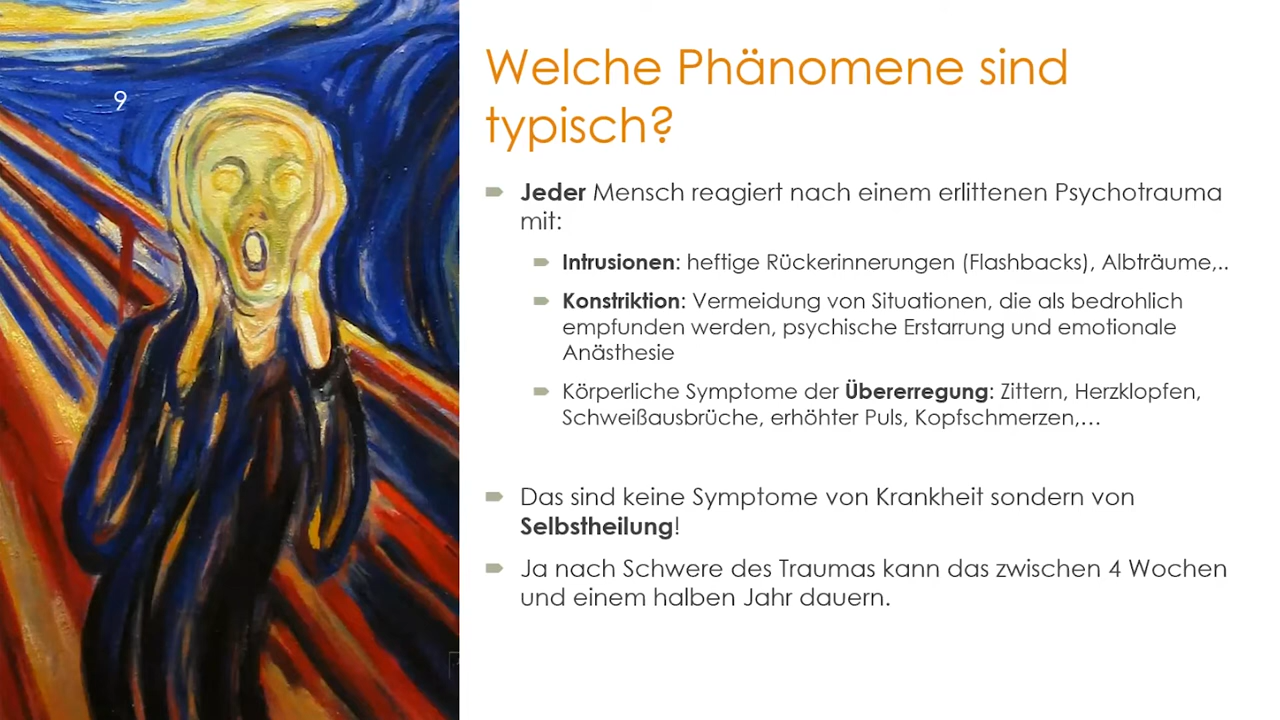 9
Welche Phänomene sind
typisch?
Jeder Mensch reagiert nach einem erlittenen Psychotrauma
mit:
Intrusionen: heftige Rückerinnerungen (Flashbacks), Albträume,..
Konstriktion: Vermeidung von Situationen, die als bedrohlich
empfunden werden, psychische Erstarrung und emotionale
Anästhesie
Körperliche Symptome der Übererregung: Zittern, Herzklopfen,
Schweißausbrüche, erhöhter Puls, Kopfschmerzen,…
Das sind keine Symptome von Krankheit sondern von
Selbstheilung!
Ja nach Schwere des Traumas kann das zwischen 4 Wochen
und einem halben Jahr dauern.